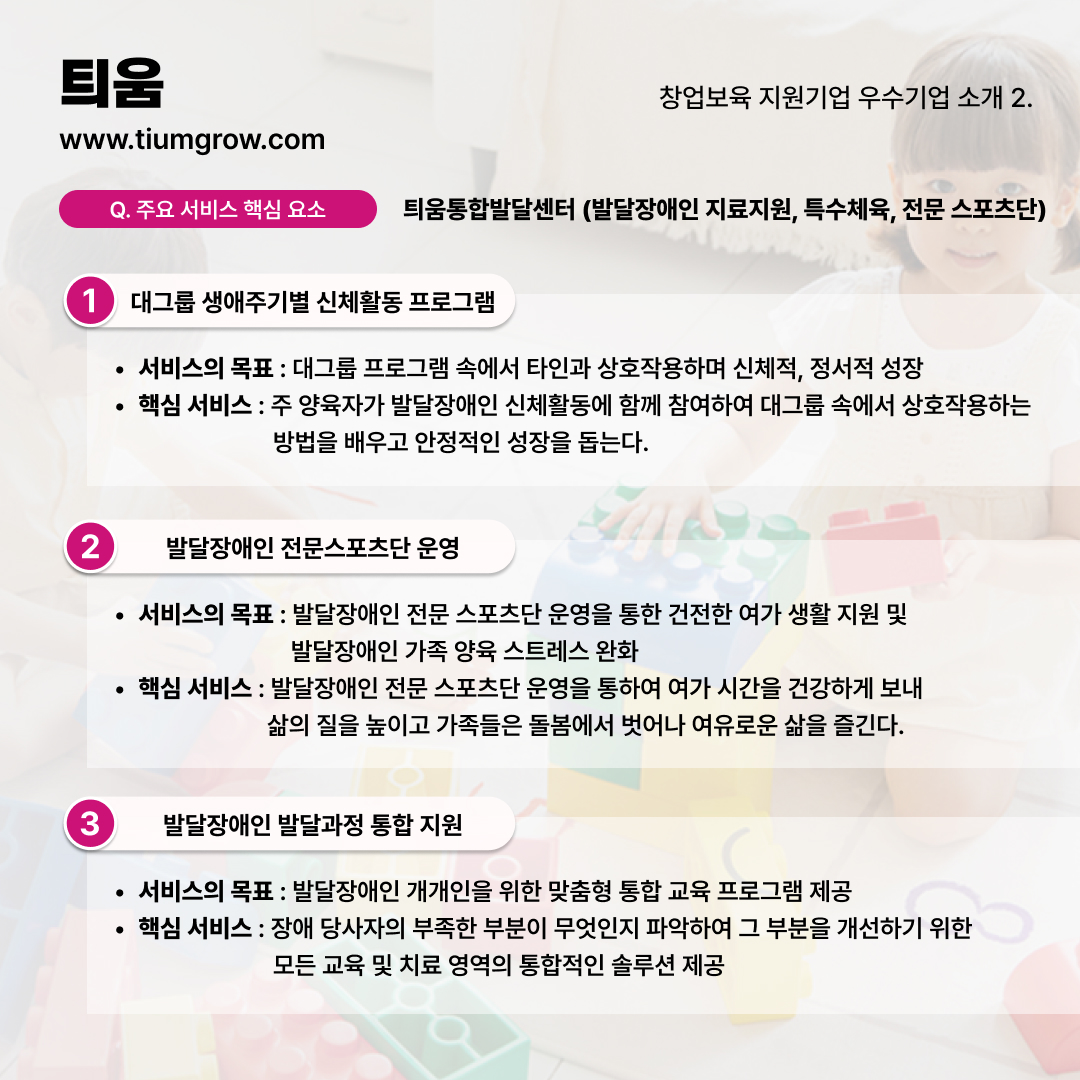 틔움
창업보육 지원기업 우수기업 소개 2.
www.tiumgrow.com
Q. 주요 서비스 핵심 요소
틔움통합발달센터 (발달장애인 지료지원, 특수체육, 전문 스포츠단)
1 대그룹 생애주기별 신체활동 프로그램
• 서비스의 목표 : 대그룹 프로그램 속에서 타인과 상호작용하며 신체적, 정서적 성장
• 핵심 서비스 : 주 양육자가 발달장애인 신체활동에 함께 참여하여 대그룹 속에서 상호작용하는
방법을 배우고 안정적인 성장을 돕는다.
2 발달장애인 전문스포츠단 운영
• 서비스의 목표 : 발달장애인 전문 스포츠단 운영을 통한 건전한 여가 생활 지원 및
발달장애인 가족 양육 스트레스 완화
• 핵심 서비스 : 발달장애인 전문 스포츠단 운영을 통하여 여가 시간을 건강하게 보내
삶의 질을 높이고 가족들은 돌봄에서 벗어나 여유로운 삶을 즐긴다.
3 발달장애인 발달과정 통합 지원
• 서비스의 목표 : 발달장애인 개개인을 위한 맞춤형 통합 교육 프로그램 제공
• 핵심 서비스 : 장애 당사자의 부족한 부분이 무엇인지 파악하여 그 부분을 개선하기 위한
모든 교육 및 치료 영역의 통합적인 솔루션 제공